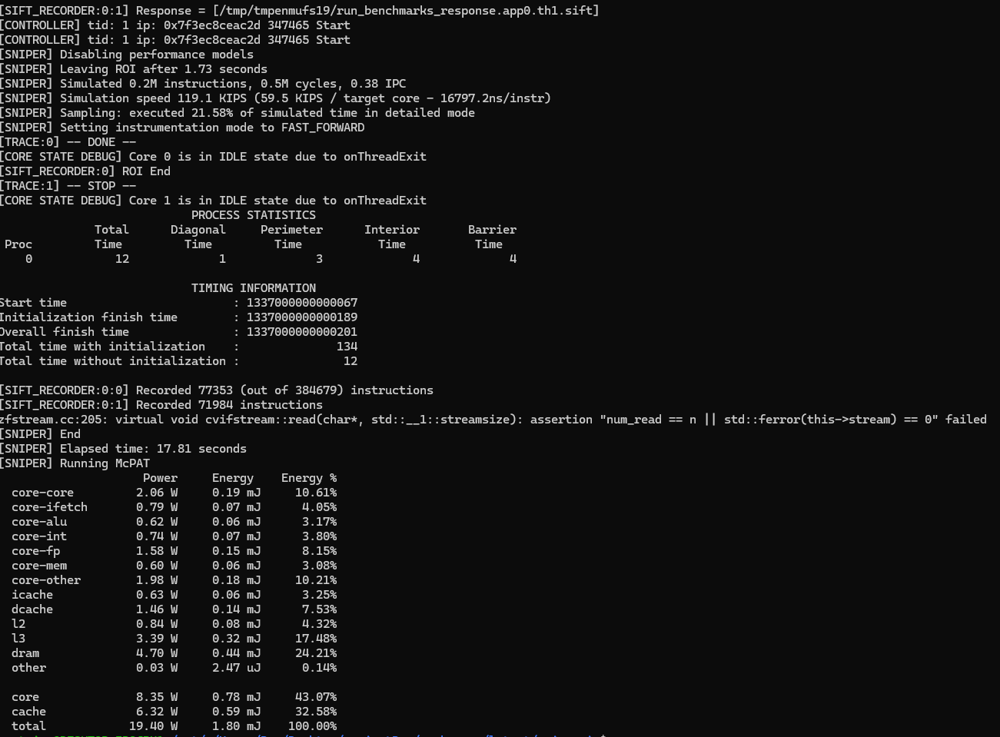 [SIFT_RECORDER:0:1] Response = [/tmp/tmpenmufs19/run_benchmarks_response.app0.th1.sift]
[CONTROLLER] tid: 1 ip: 0x7f3ec8ceac2d 347465 Start
[CONTROLLER] tid: 1 ip: 0x7f3ec8ceac2d 347465 Start
[SNIPER] Disabling performance models
[SNIPER] Leaving ROI after 1.73 seconds
[SNIPER] Simulated 0.2M instructions, 0.5M cycles, 0.38 IPC
[SNIPER] Simulation speed 119.1 KIPS (59.5 KIPS / target core - 16797.2ns/instr)
[SNIPER] Sampling: executed 21.58% of simulated time in detailed mode
[SNIPER] Setting instrumentation mode to FAST_FORWARD
[TRACE:0] -- DONE --
[CORE STATE DEBUG] Core 0 is in IDLE state due to onThreadExit
[SIFT_RECORDER:0] ROI End
[TRACE:1] -- STOP --
[CORE STATE DEBUG] Core 1 is in IDLE state due to onThreadExit
PROCESS STATISTICS
Total Diagonal Perimeter Interior Barrier
Proc Time Time Time Time Time
0 12 1 3 4 4
TIMING INFORMATION
Start time : 1337000000000067
Initialization finish time : 1337000000000189
Overall finish time : 1337000000000201
Total time with initialization : 134
Total time without initialization : 12
[SIFT_RECORDER:0:0] Recorded 77353 (out of 384679) instructions
[SIFT_RECORDER:0:1] Recorded 71984 instructions
zfstream.cc:205: virtual void cvifstream::read(char*, std::__1::streamsize): assertion "num_read == n || std::ferror(this->stream) == 0" failed
[SNIPER] End
[SNIPER] Elapsed time: 17.81 seconds
[SNIPER] Running McPAT
Power Energy Energy %
core-core 2.06 W 0.19 mJ 10.61%
core-ifetch 0.79 W 0.07 mJ 4.05%
core-alu 0.62 W 0.06 mJ 3.17%
core-int 0.74 W 0.07 mJ 3.80%
core-fp 1.58 W 0.15 mJ 8.15%
core-mem 0.60 W 0.06 mJ 3.08%
core-other 1.98 W 0.18 mJ 10.21%
icache 0.63 W 0.06 mJ 3.25%
dcache 1.46 W 0.14 mJ 7.53%
l2 0.84 W 0.08 mJ 4.32%
l3 3.39 W 0.32 mJ 17.48%
dram 4.70 W 0.44 mJ 24.21%
other 0.03 W 2.47 uJ 0.14%
core 8.35 W 0.78 mJ 43.07%
cache 6.32 W 0.59 mJ 32.58%
total 19.40 W 1.80 mJ 100.00%